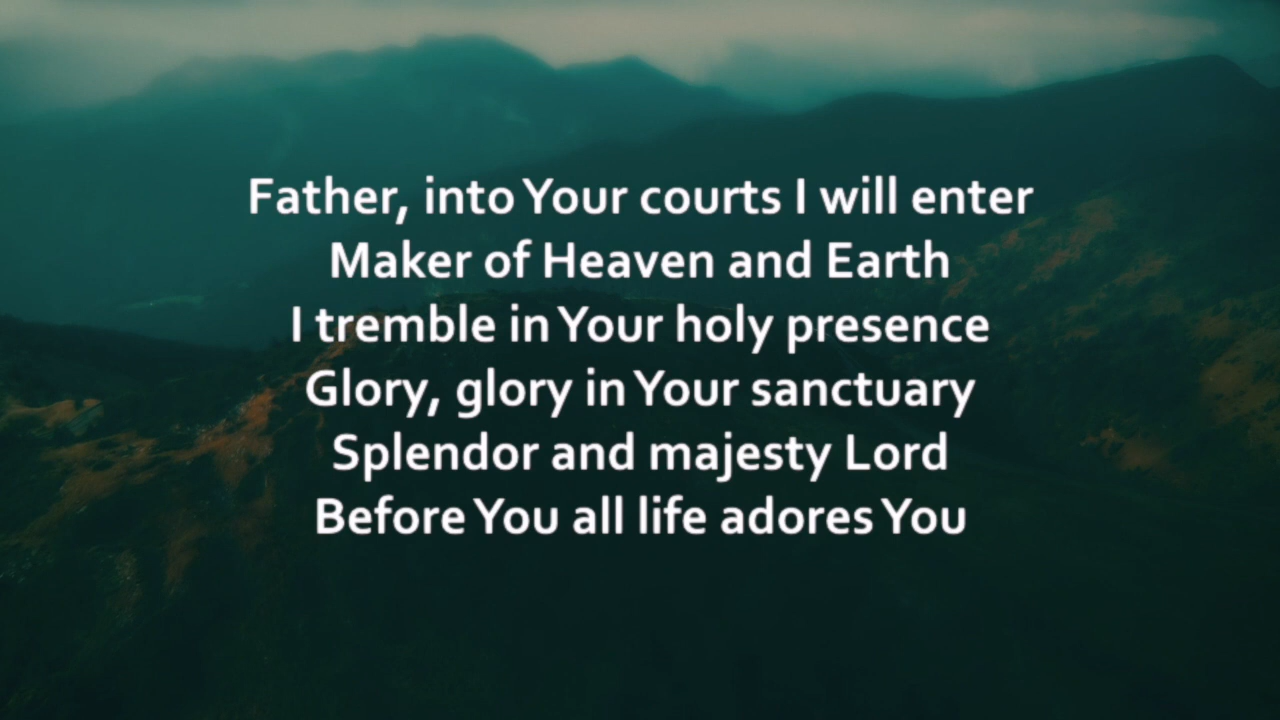 Father, into Your courts I will enter
Maker of Heaven and Earth
I tremble in Your holy presence
Glory, glory in Your sanctuary
Splendor and majesty Lord
Before You all life adores You